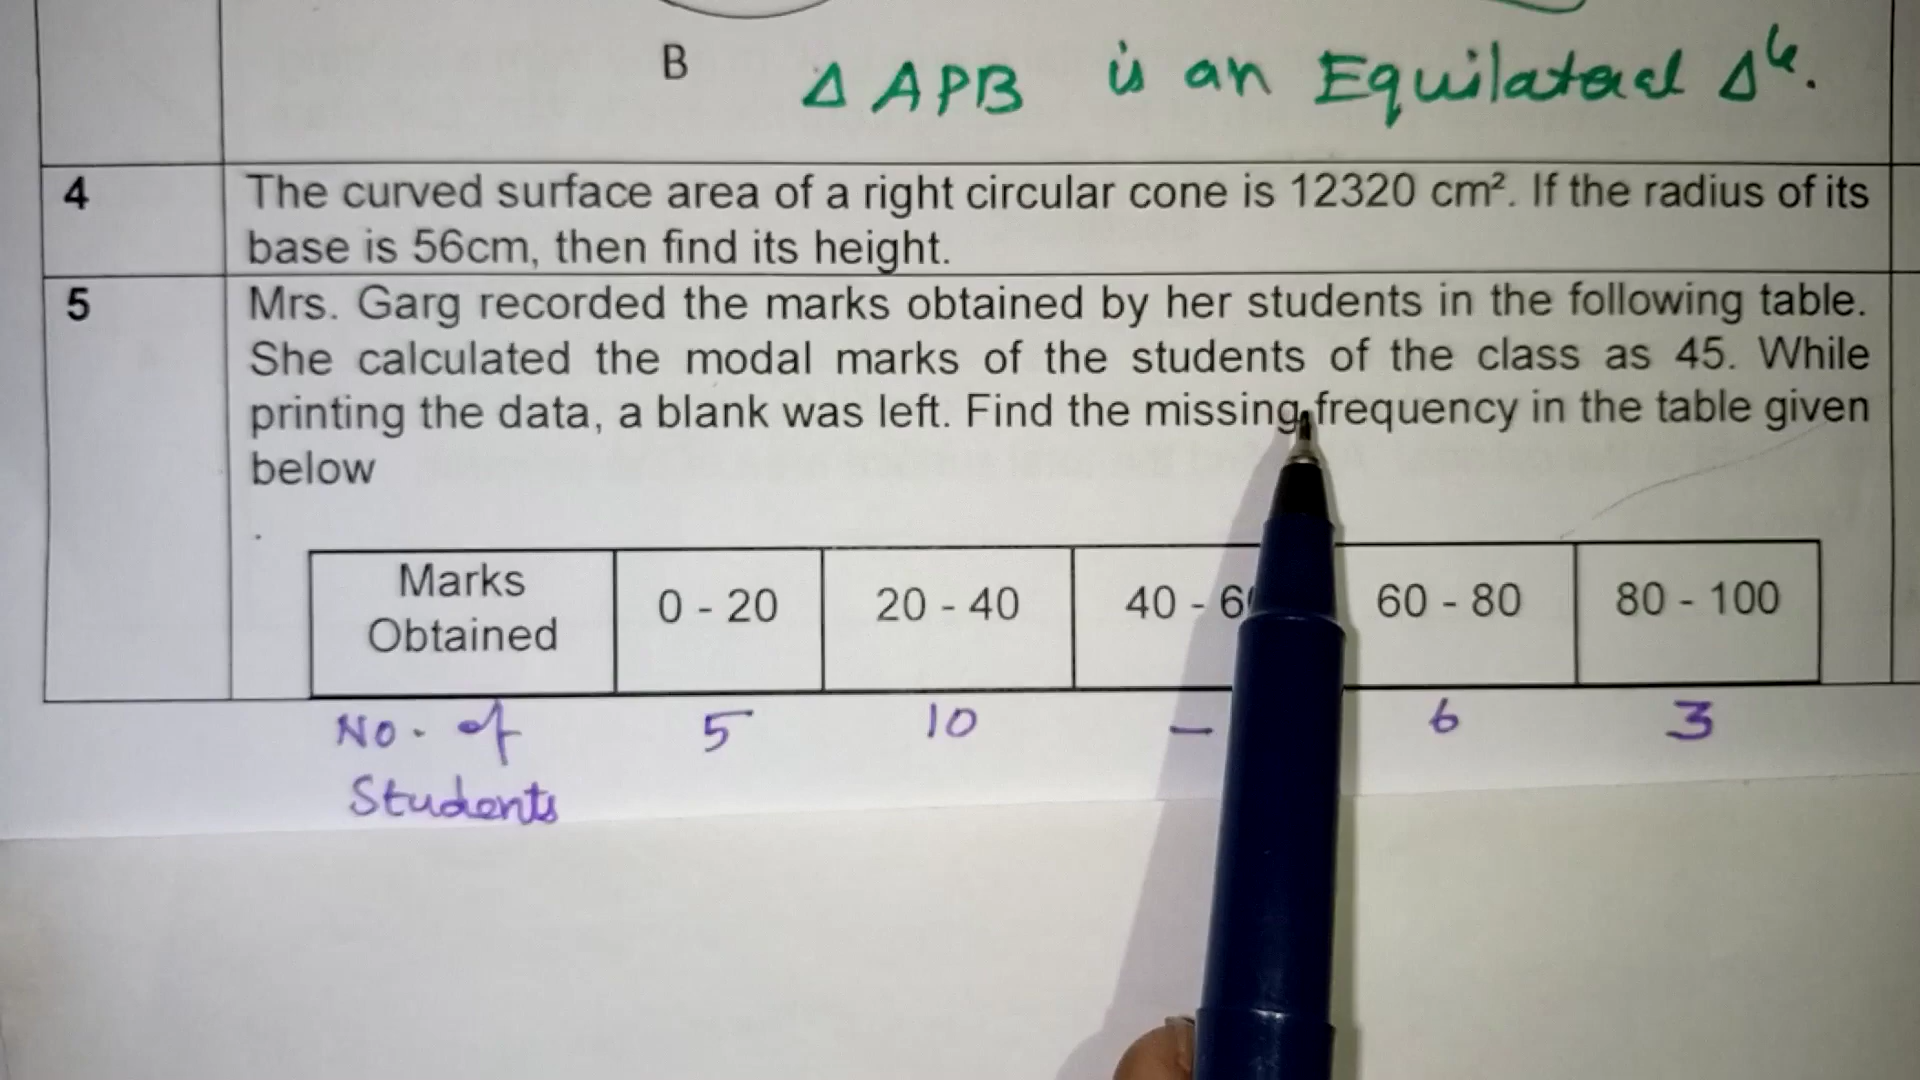 B
Δ APB is an Equilateral Δle.
4
The curved surface area of a right circular cone is 12320 cm². If the radius of its
base is 56cm, then find its height.
5
Mrs. Garg recorded the marks obtained by her students in the following table.
She calculated the modal marks of the students of the class as 45. While
printing the data, a blank was left. Find the missing frequency in the table given
below
Marks Obtained 0 - 20 20 - 40 40 - 6 60 - 80 80 - 100
No. of Students 5 10 – 6 3